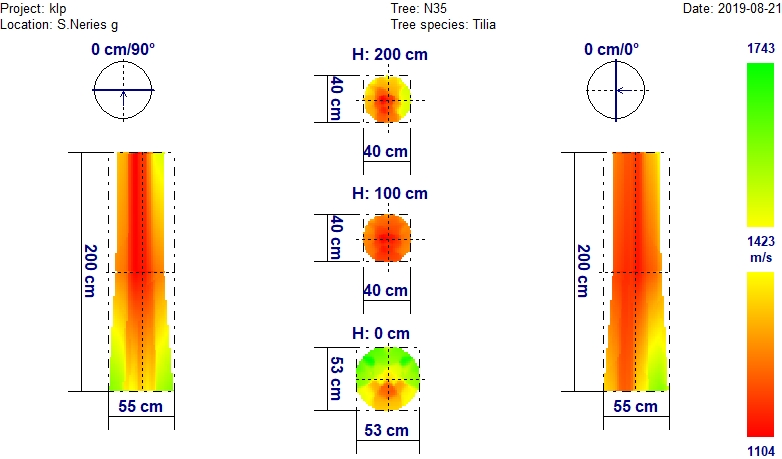 Project: klp
Location: S.Neries g
Tree: N35
Tree species: Tilia
Date: 2019-08-21
0 cm/90°
H: 200 cm
40 cm
40 cm
0 cm/0°
1743
200 cm
55 cm
H: 100 cm
40 cm
40 cm
H: 0 cm
53 cm
53 cm
200 cm
55 cm
1423
m/s
1104